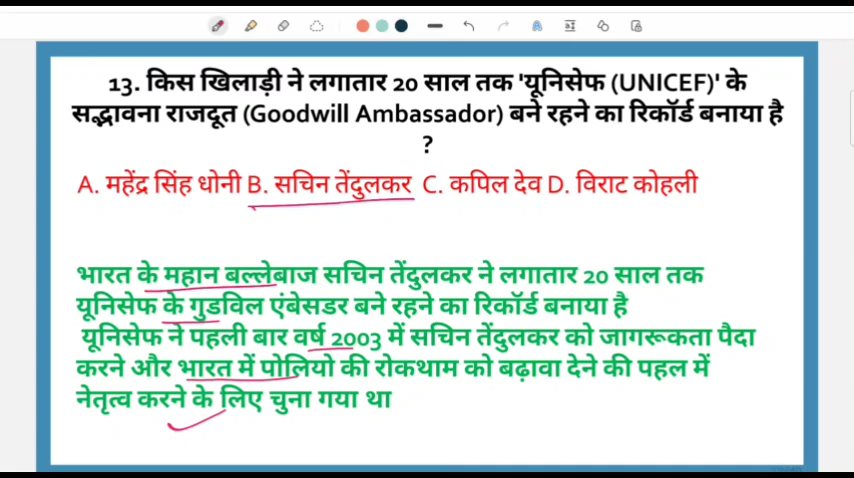 13. किस खिलाड़ी ने लगातार 20 साल तक 'यूनिसेफ (UNICEF)' के
सद्भावना राजदूत (Goodwill Ambassador) बने रहने का रिकॉर्ड बनाया है
?
A. महेंद्र सिंह धोनी B. सचिन तेंदुलकर C. कपिल देव D. विराट कोहली
भारत के महान बल्लेबाज सचिन तेंदुलकर ने लगातार 20 साल तक
यूनिसेफ के गुडविल एंबेसडर बने रहने का रिकॉर्ड बनाया है
यूनिसेफ ने पहली बार वर्ष 2003 में सचिन तेंदुलकर को जागरूकता पैदा
करने और भारत में पोलियो की रोकथाम को बढ़ावा देने की पहल में
नेतृत्व करने के लिए चुना गया था